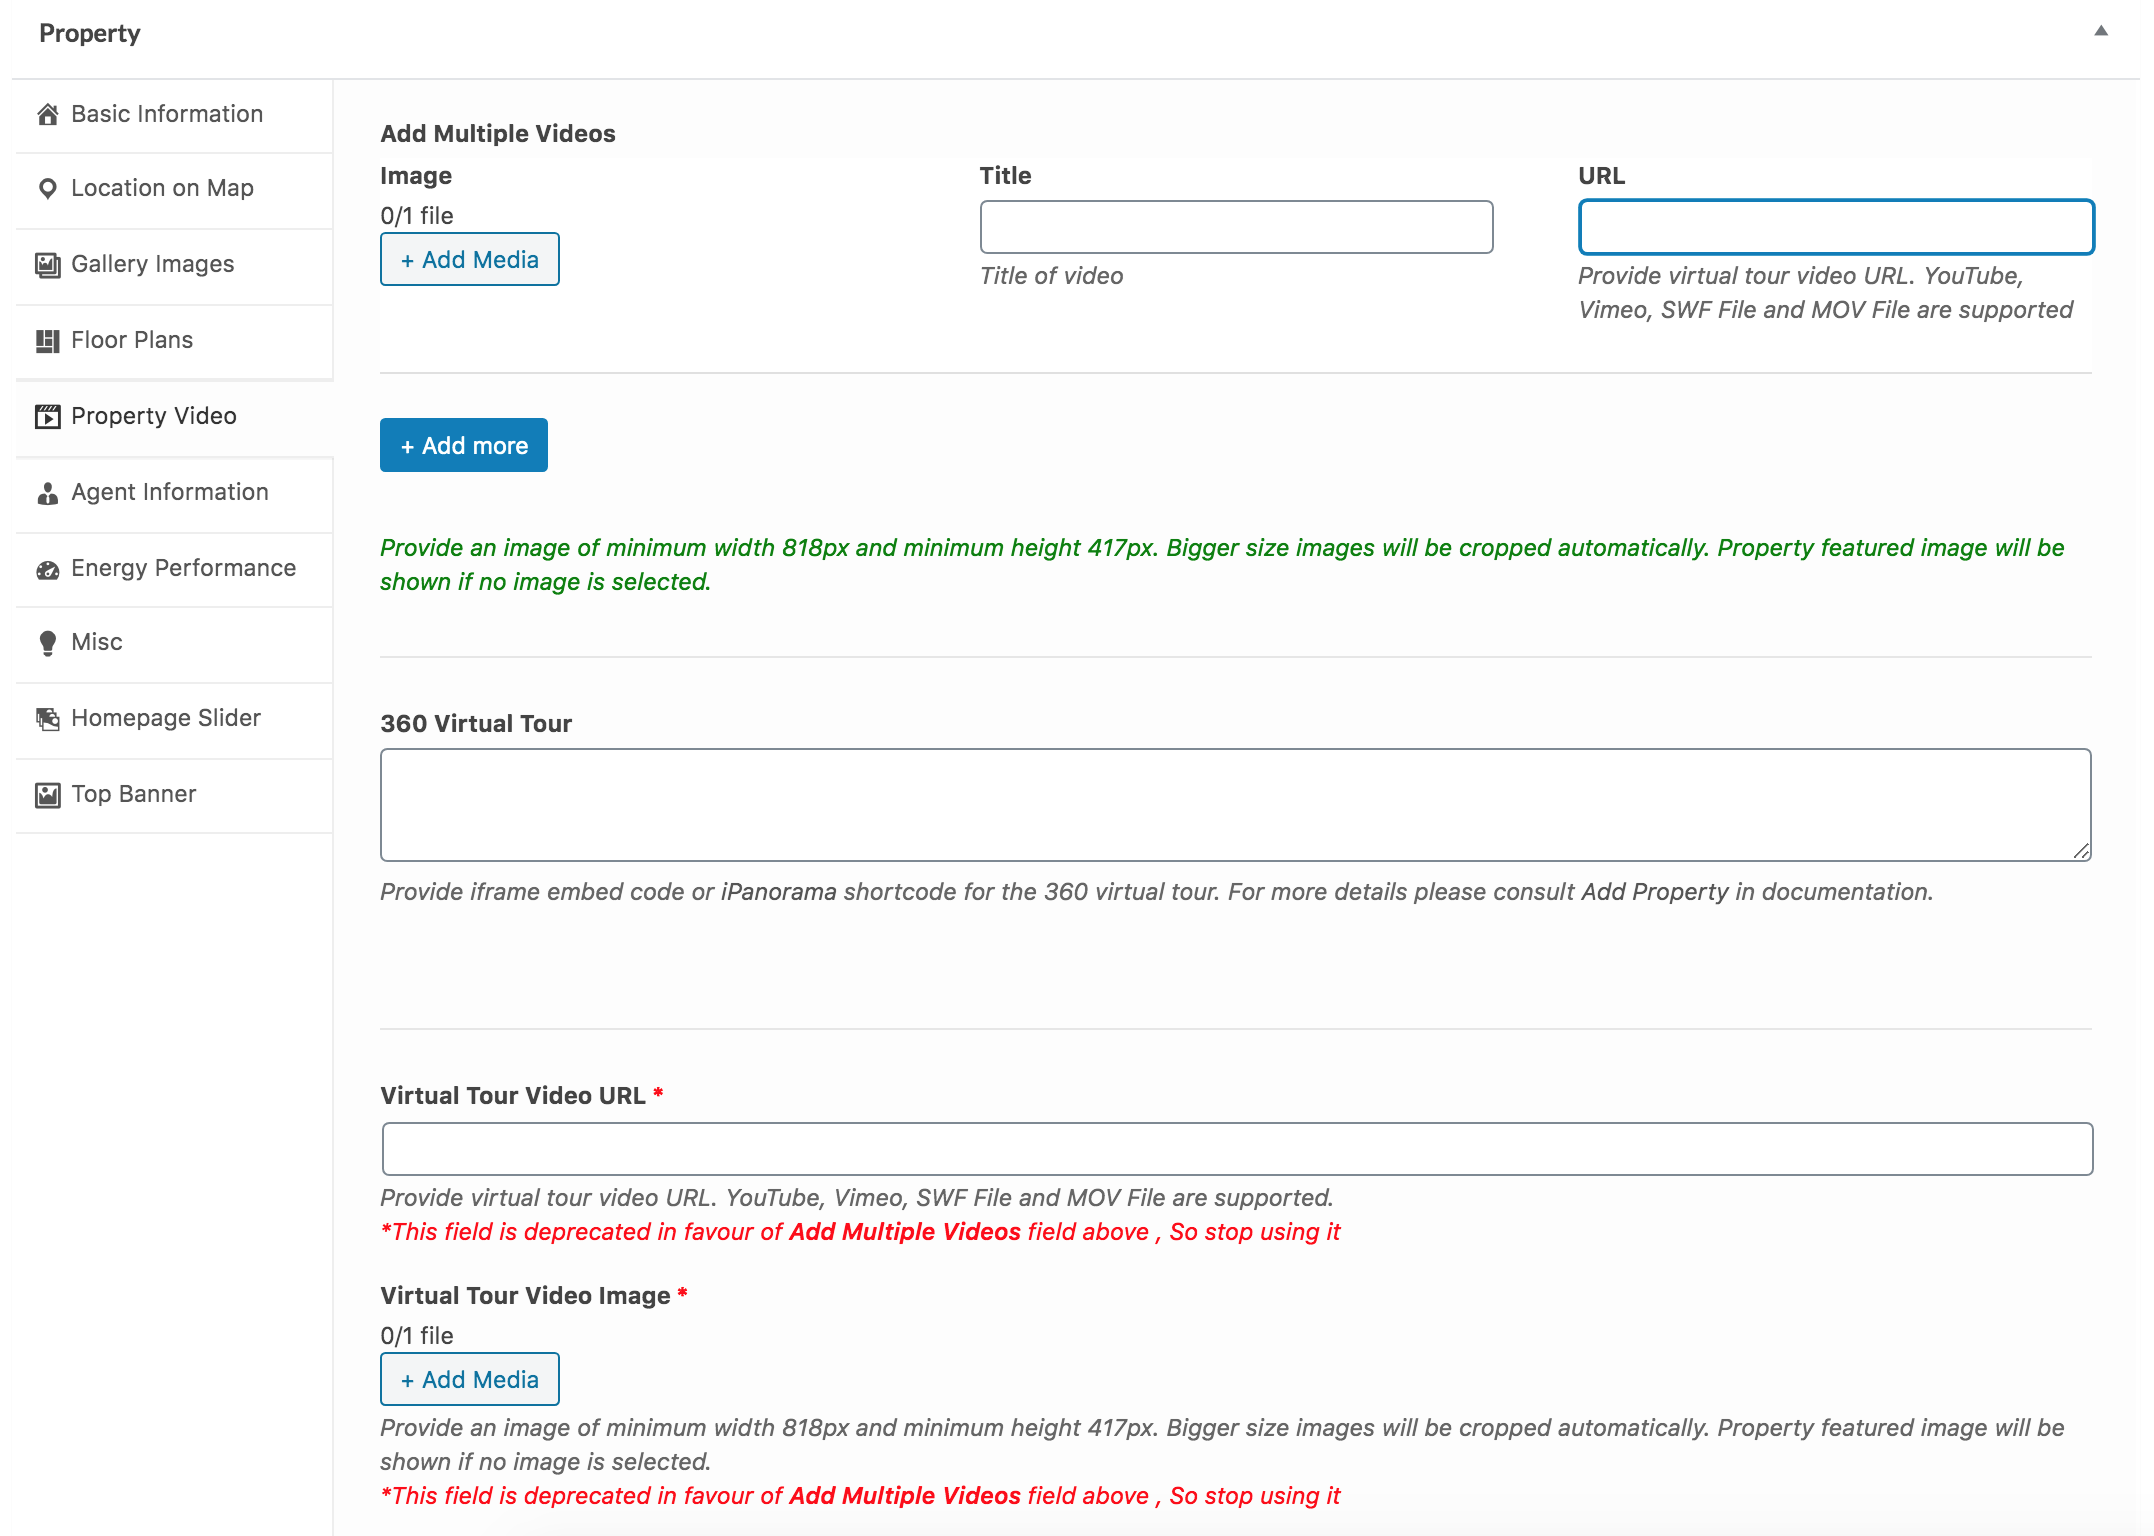 Property
Basic Information
Location on Map
Gallery Images
Floor Plans
Property Video
Agent Information
Energy Performance
Misc
Homepage Slider
Top Banner
Add Multiple Videos
Image
0/1 file
+ Add Media
Title
Title of video
URL
Provide virtual tour video URL. YouTube,
Vimeo, SWF File and MOV File are supported
+ Add more
Provide an image of minimum width 818px and minimum height 417px. Bigger size images will be cropped automatically. Property featured image will be
shown if no image is selected.
360 Virtual Tour
Provide iframe embed code or iPanorama shortcode for the 360 virtual tour. For more details please consult Add Property in documentation.
Virtual Tour Video URL *
Provide virtual tour video URL. YouTube, Vimeo, SWF File and MOV File are supported.
*This field is deprecated in favour of Add Multiple Videos field above , So stop using it
Virtual Tour Video Image *
0/1 file
+ Add Media
Provide an image of minimum width 818px and minimum height 417px. Bigger size images will be cropped automatically. Property featured image will be
shown if no image is selected.
*This field is deprecated in favour of Add Multiple Videos field above , So stop using it